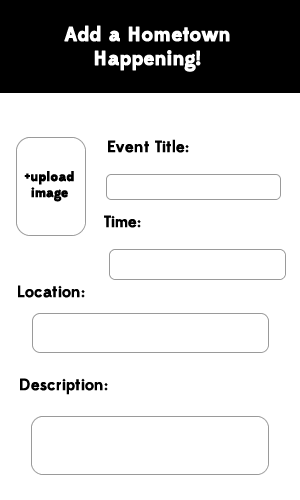 Add a Hometown
Happening!
Event Title:
+upload
image
Time:
Location:
Description: